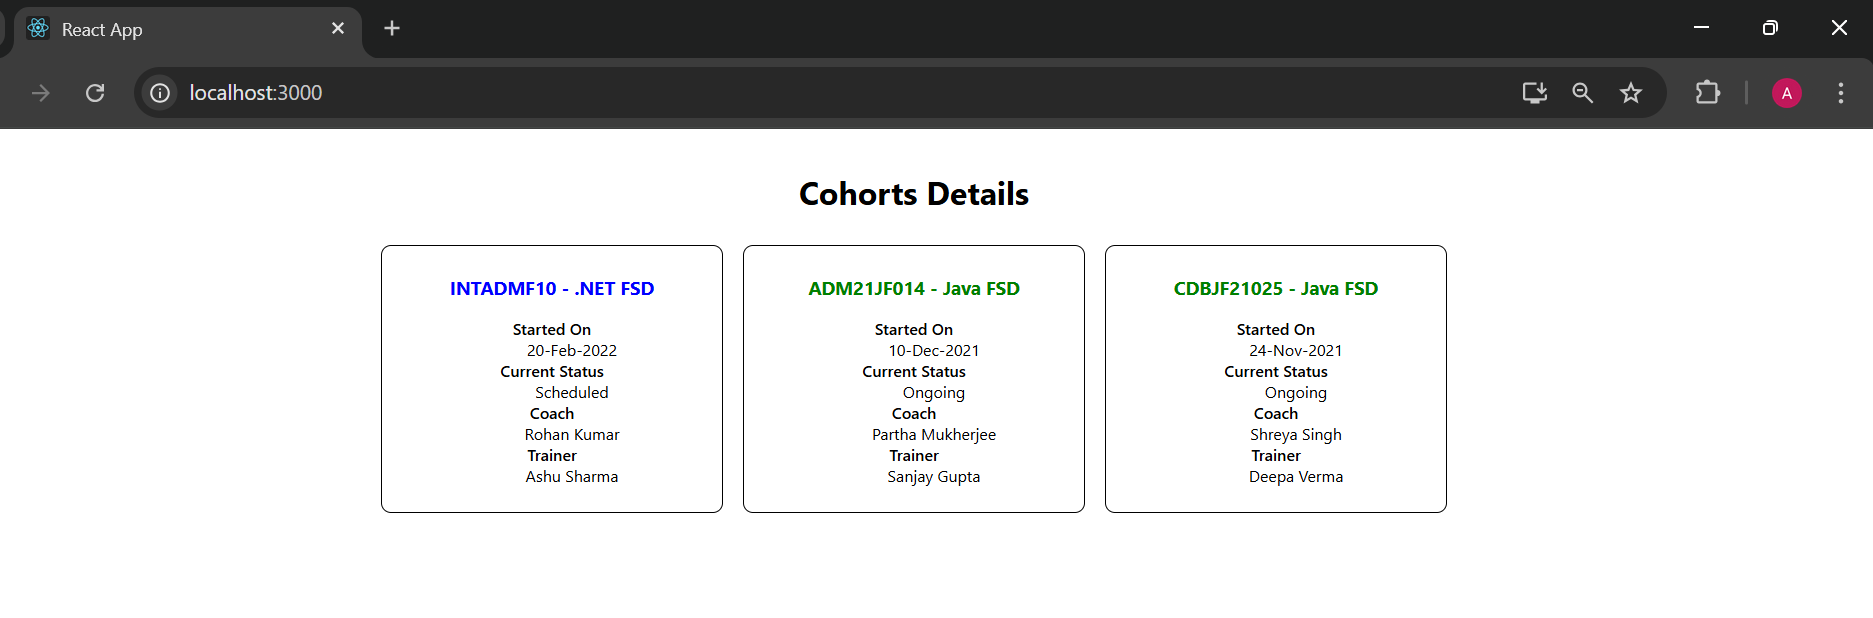 React App
localhost:3000
A
Cohorts Details
INTADMF10 - .NET FSD
Started On
20-Feb-2022
Current Status
Scheduled
Coach
Rohan Kumar
Trainer
Ashu Sharma
ADM21JF014 - Java FSD
Started On
10-Dec-2021
Current Status
Ongoing
Coach
Partha Mukherjee
Trainer
Sanjay Gupta
CDBJF21025 - Java FSD
Started On
24-Nov-2021
Current Status
Ongoing
Coach
Shreya Singh
Trainer
Deepa Verma